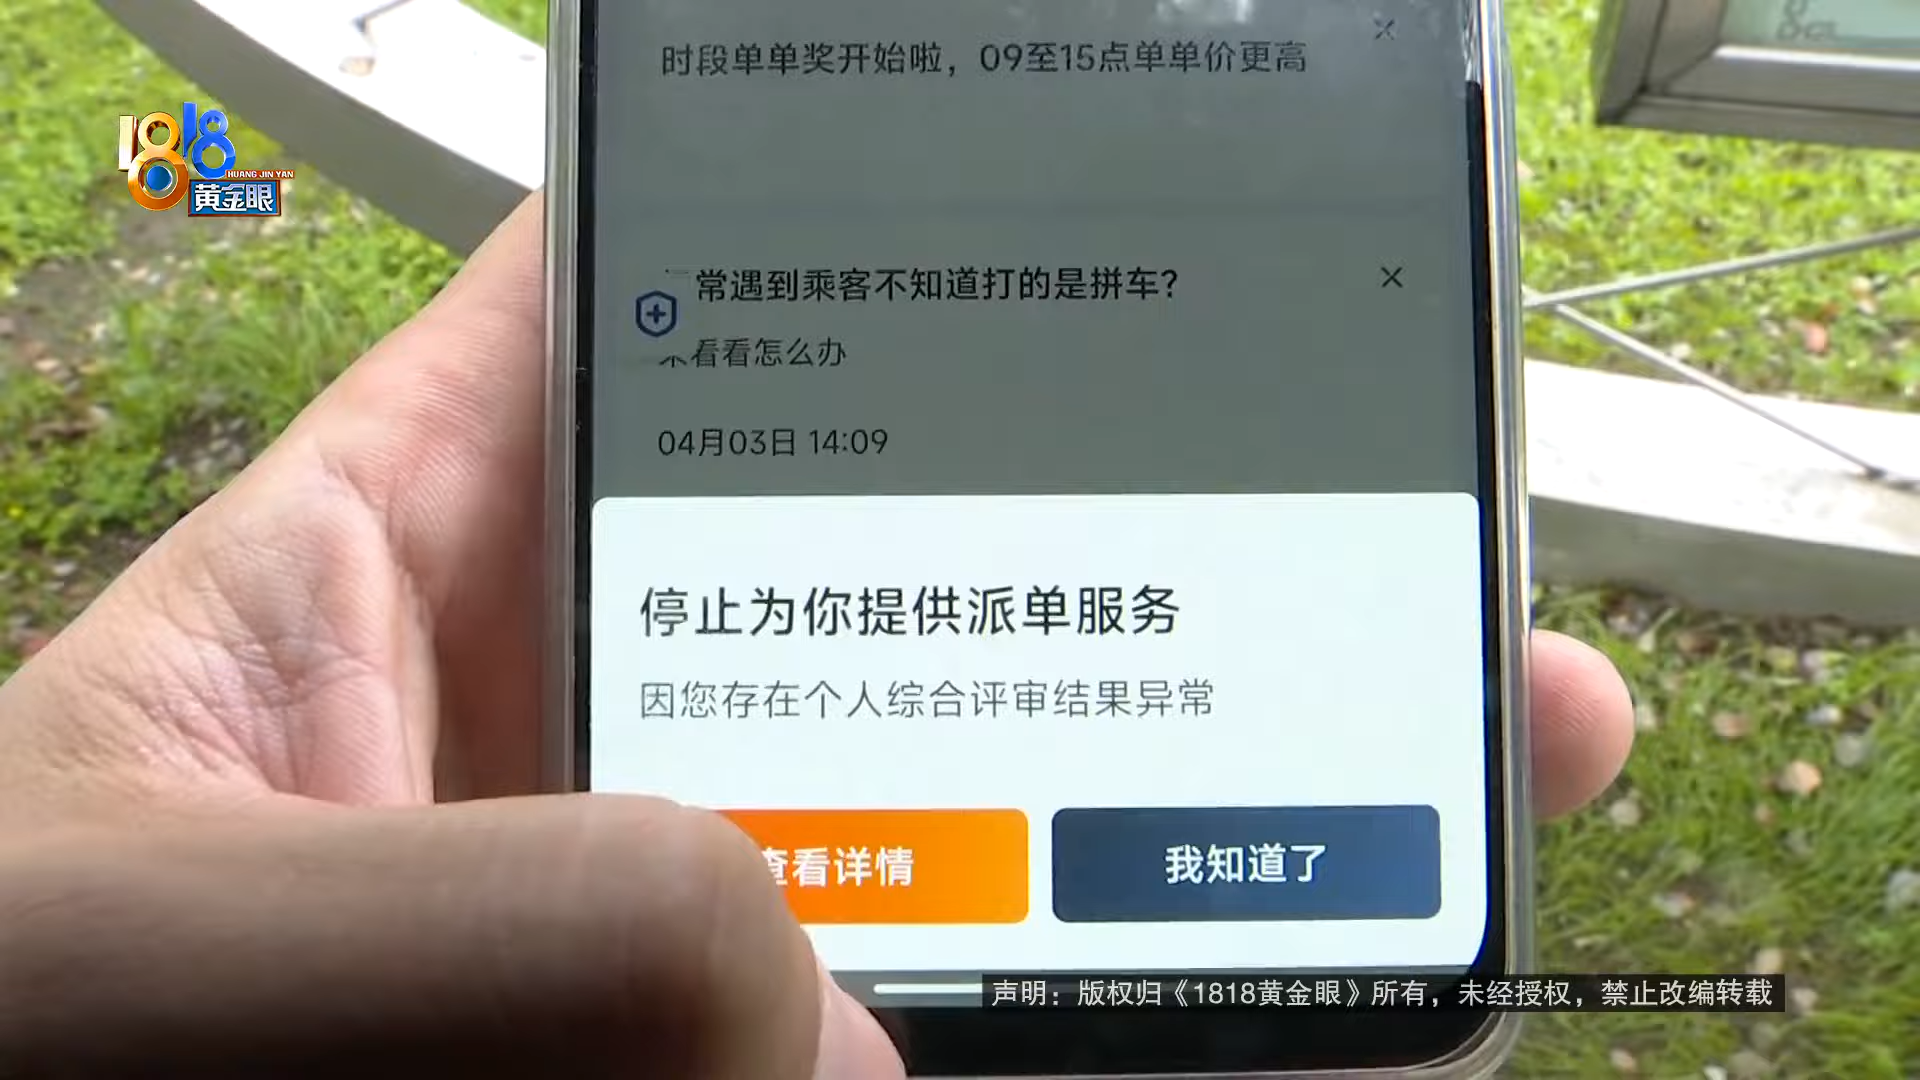 时段单单奖开始啦，09至15点单单价更高
1818
HUANG JIN YAN
黄金眼
常遇到乘客不知道打的是拼车?
来看看怎么办
04月03日 14:09
停止为你提供派单服务
因您存在个人综合评审结果异常
查看详情
我知道了
声明：版权归《1818黄金眼》所有，未经授权，禁止改编转载